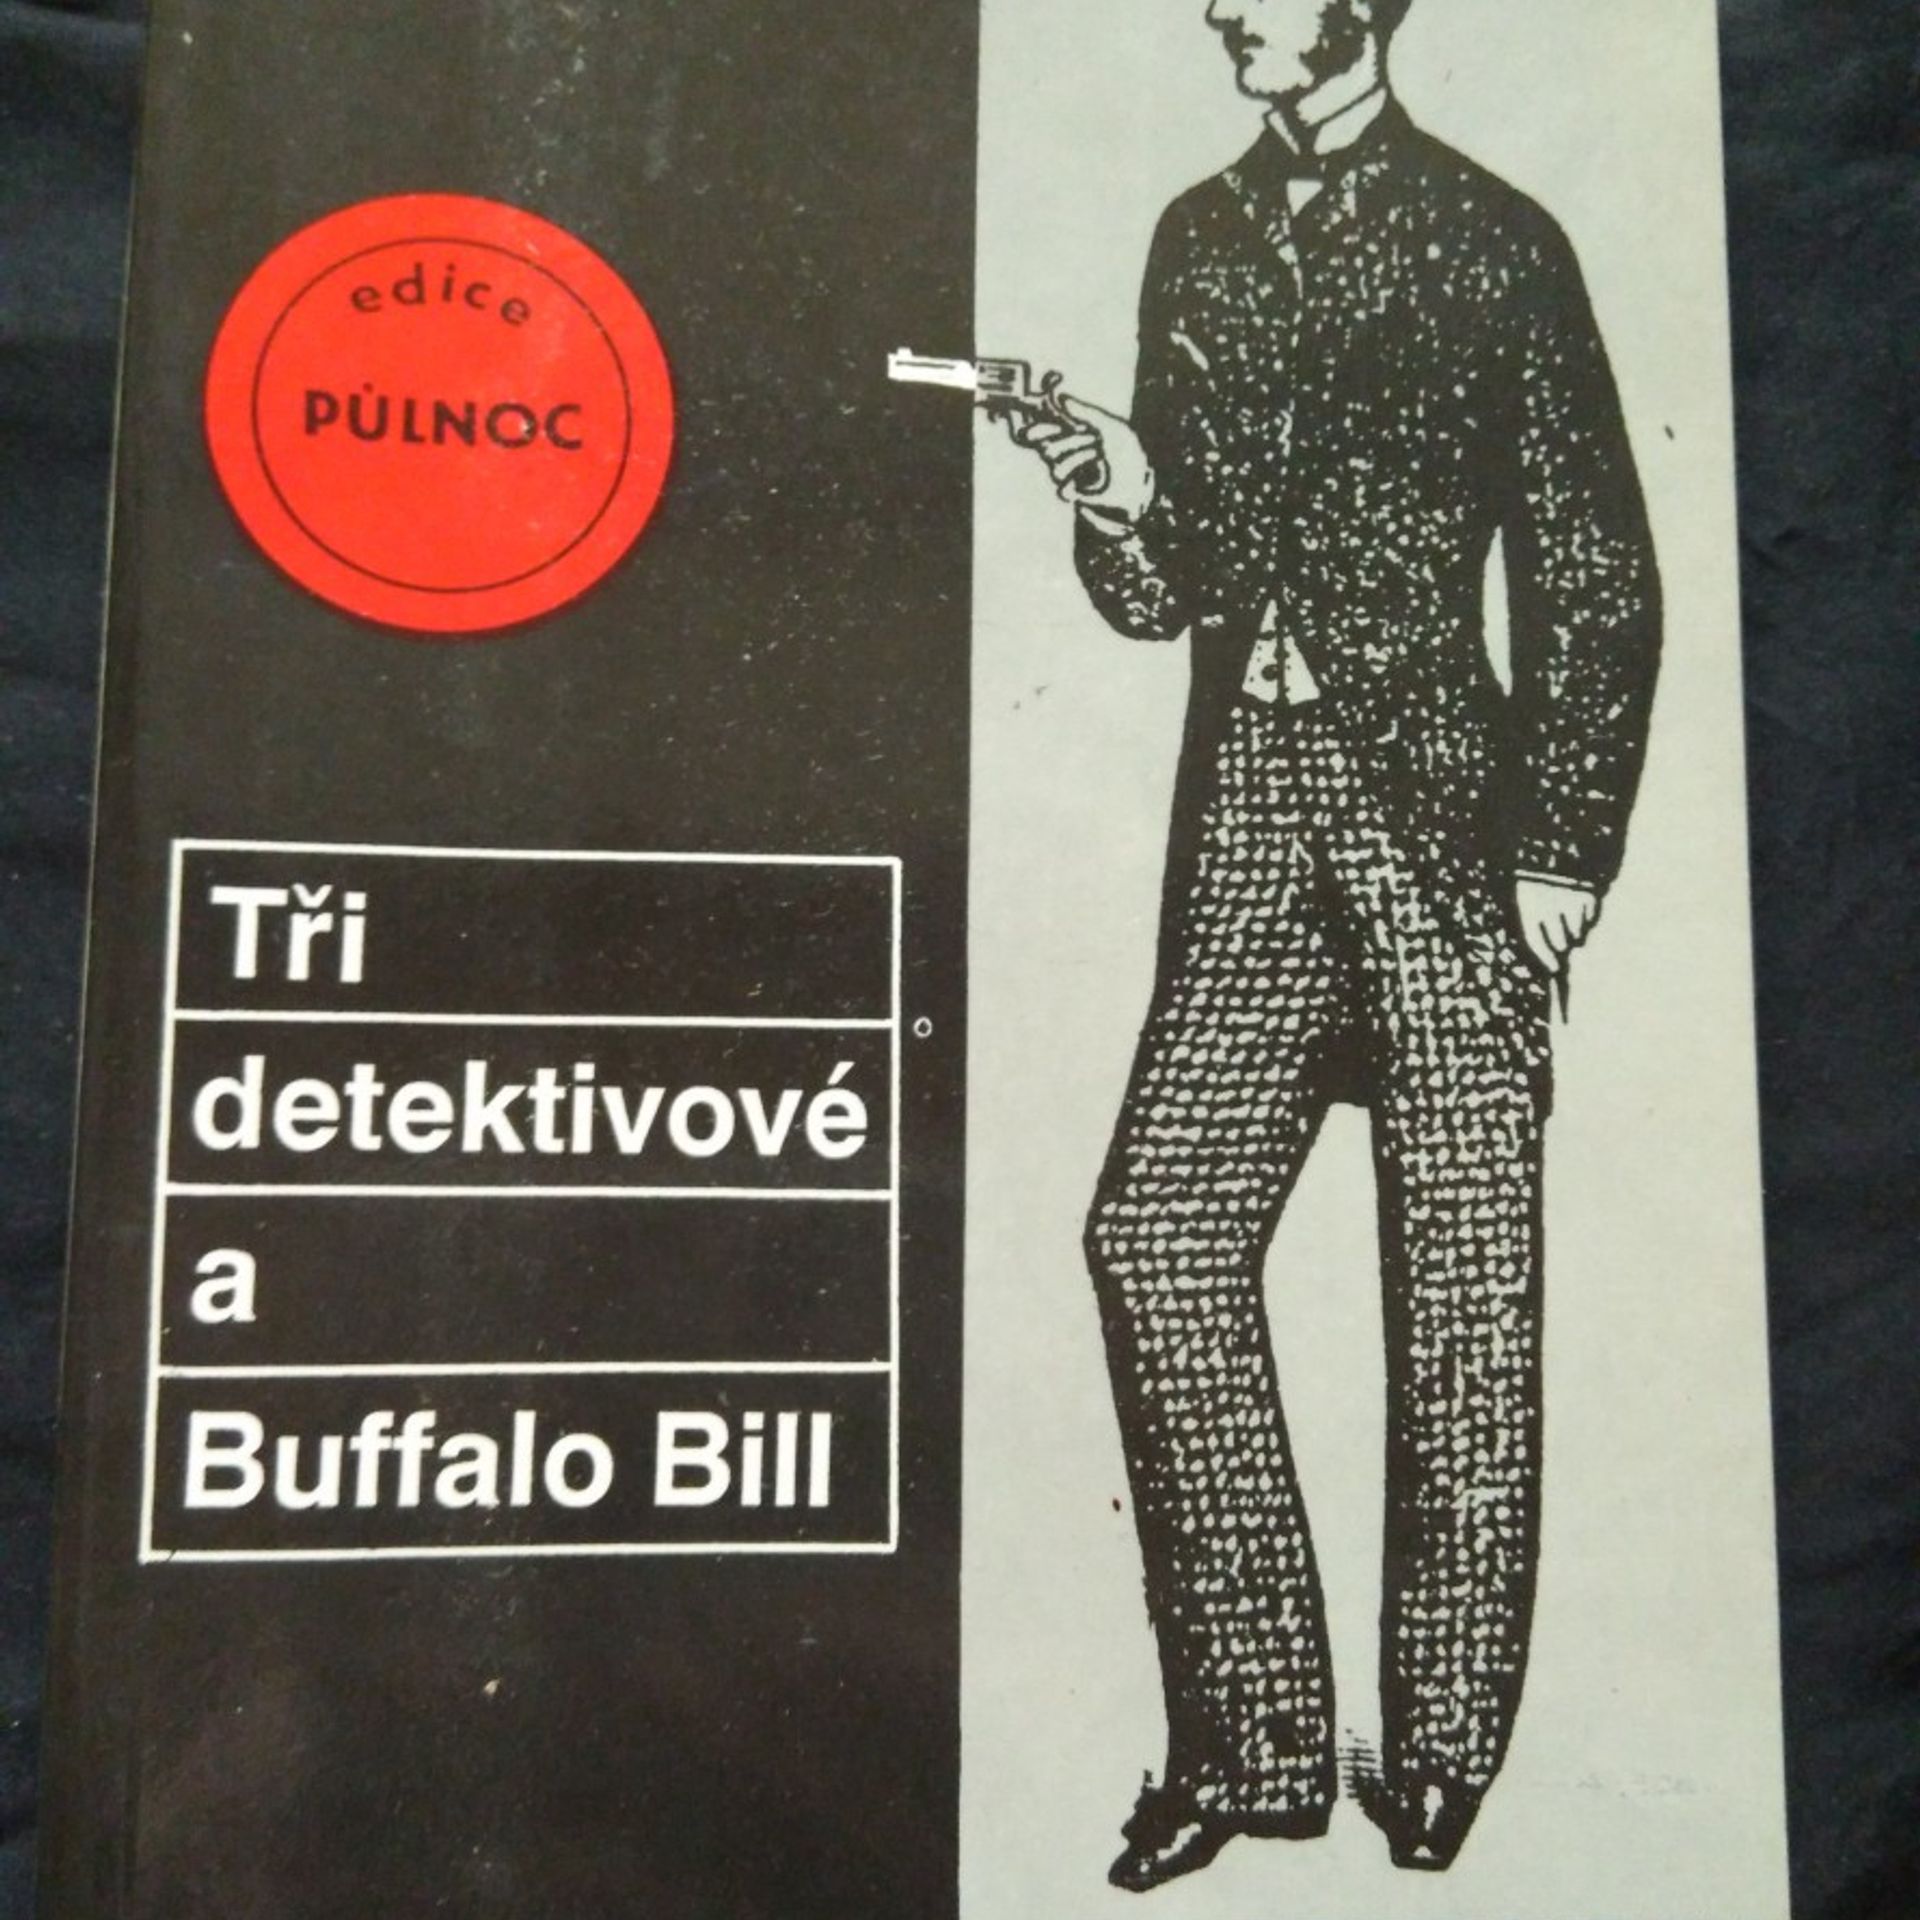 edice
PŮLNOC
Tři
detektivové
a
Buffalo Bill